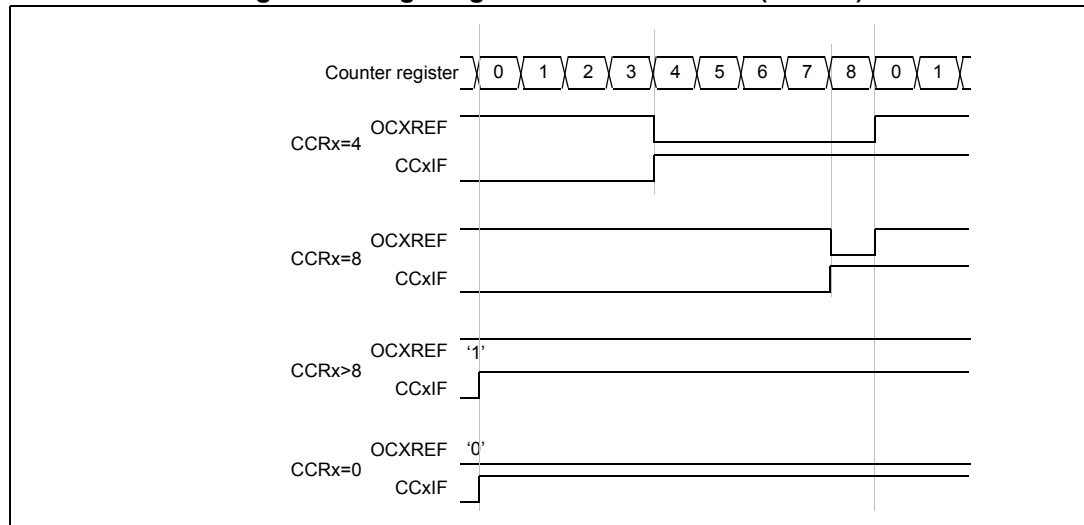 Counter register 0 1 2 3 4 5 6 7 8 0 1
OCXREF
CCRx=4
CCxIF
OCXREF
CCRx=8
CCxIF
OCXREF ‘1’
CCRx>8
CCxIF
OCXREF ‘0’
CCRx=0
CCxIF